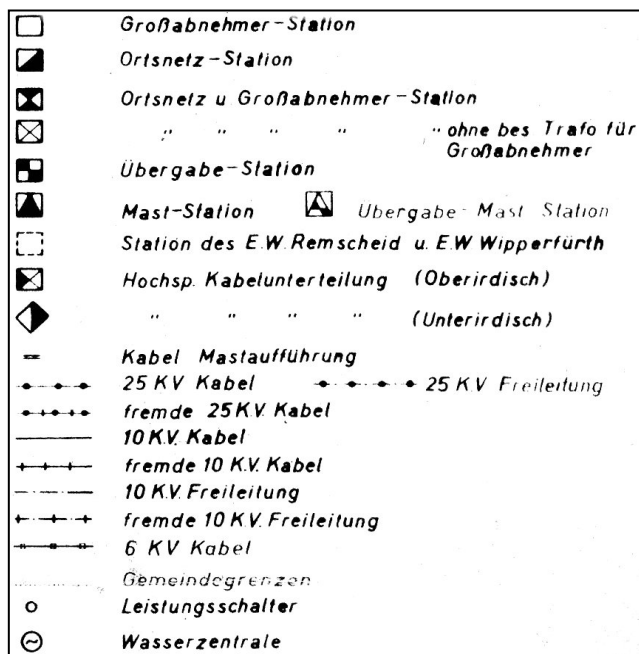 Großabnehmer-Station
Ortsnetz-Station
Ortsnetz u Großabnehmer-Station
" " " " " ohne bes Trafo für
Großabnehmer
Übergabe-Station
Mast-Station Übergabe-Mast Station
Station des E.W. Remscheid u. E.W Wipperfürth
Hochsp. Kabelunterteilung (Oberirdisch)
" " " " (Unterirdisch)
Kabel Mastaufführung
25 KV Kabel 25 KV Freileitung
fremde 25 KV. Kabel
10 K.V. Kabel
fremde 10 K.V. Kabel
10 K.V. Freileitung
fremde 10 K.V. Freileitung
6 KV Kabel
Gemeindegrenzen
Leistungsschalter
Wasserzentrale